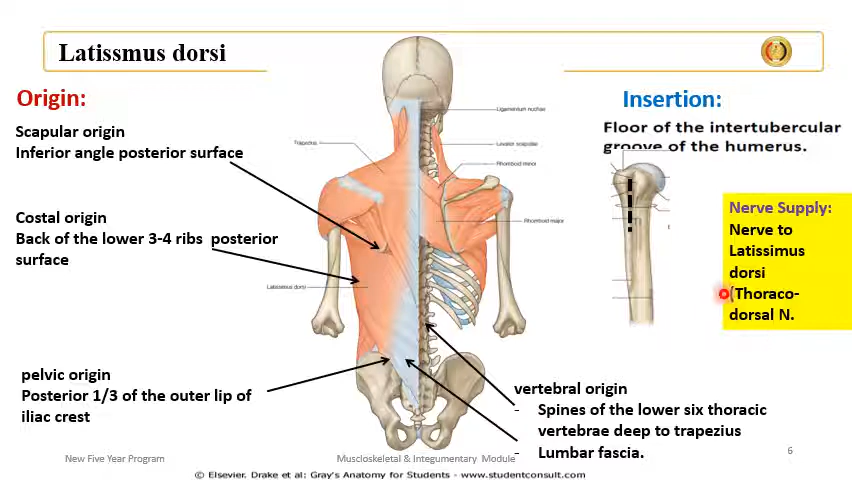 Latissmus dorsi
Origin:
Scapular origin
Inferior angle posterior surface
Costal origin
Back of the lower 3-4 ribs posterior
surface
pelvic origin
Posterior 1/3 of the outer lip of
iliac crest
Trapezius
Latissimus dorsi
Ligamentum nuchae
Levator scapulae
Rhomboid minor
Rhomboid major
Insertion:
Floor of the intertubercular
groove of the humerus.
Nerve Supply:
Nerve to
Latissimus
dorsi
(Thoraco-
dorsal N.
vertebral origin
- Spines of the lower six thoracic
vertebrae deep to trapezius
- Lumbar fascia.
New Five Year Program
Muscloskeletal & Integumentary Module
6
© Elsevier. Drake et al: Gray's Anatomy for Students - www.studentconsult.com